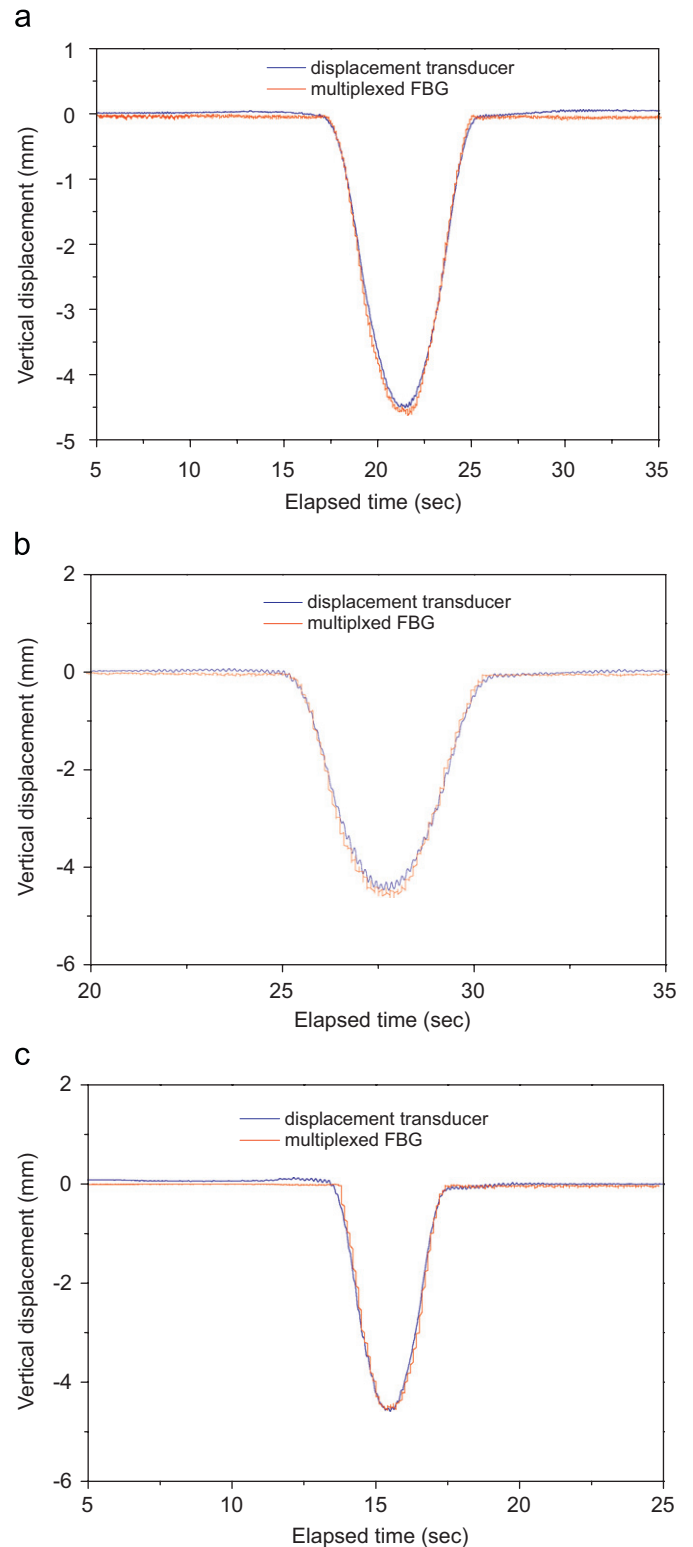 a
1
0
-1
-2
-3
-4
-5
Vertical displacement (mm)
displacement transducer
multiplexed FBG
5
10
15
20
25
30
35
Elapsed time (sec)
b
2
0
-2
-4
-6
Vertical displacement (mm)
displacement transducer
multiplxed FBG
20
25
30
35
Elapsed time (sec)
c
2
0
-2
-4
-6
Vertical displacement (mm)
displacement transducer
multiplexed FBG
5
10
15
20
25
Elapsed time (sec)